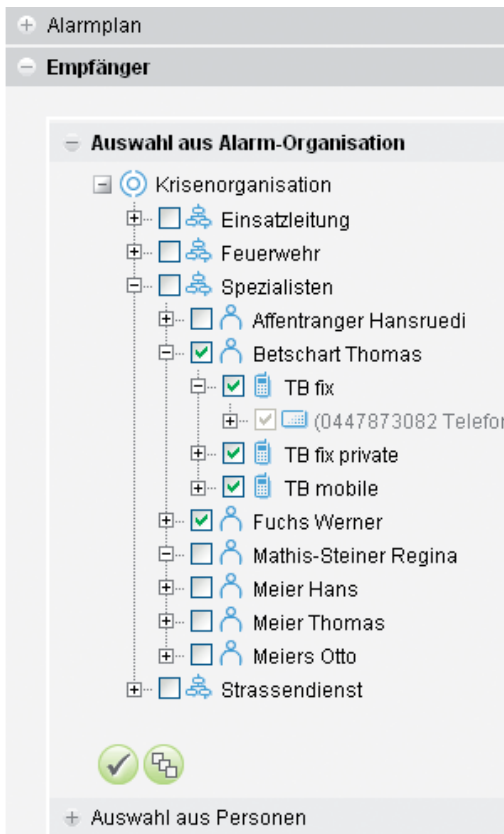 Alarmplan
Empfänger
Auswahl aus Alarm-Organisation
Krisenorganisation
Einsatzleitung
Feuerwehr
Spezialisten
Affentranger Hansruedi
Betschart Thomas
TB fix
(0447873082 Telefon
TB fix private
TB mobile
Fuchs Werner
Mathis-Steiner Regina
Meier Hans
Meier Thomas
Meiers Otto
Strassendienst
Auswahl aus Personen